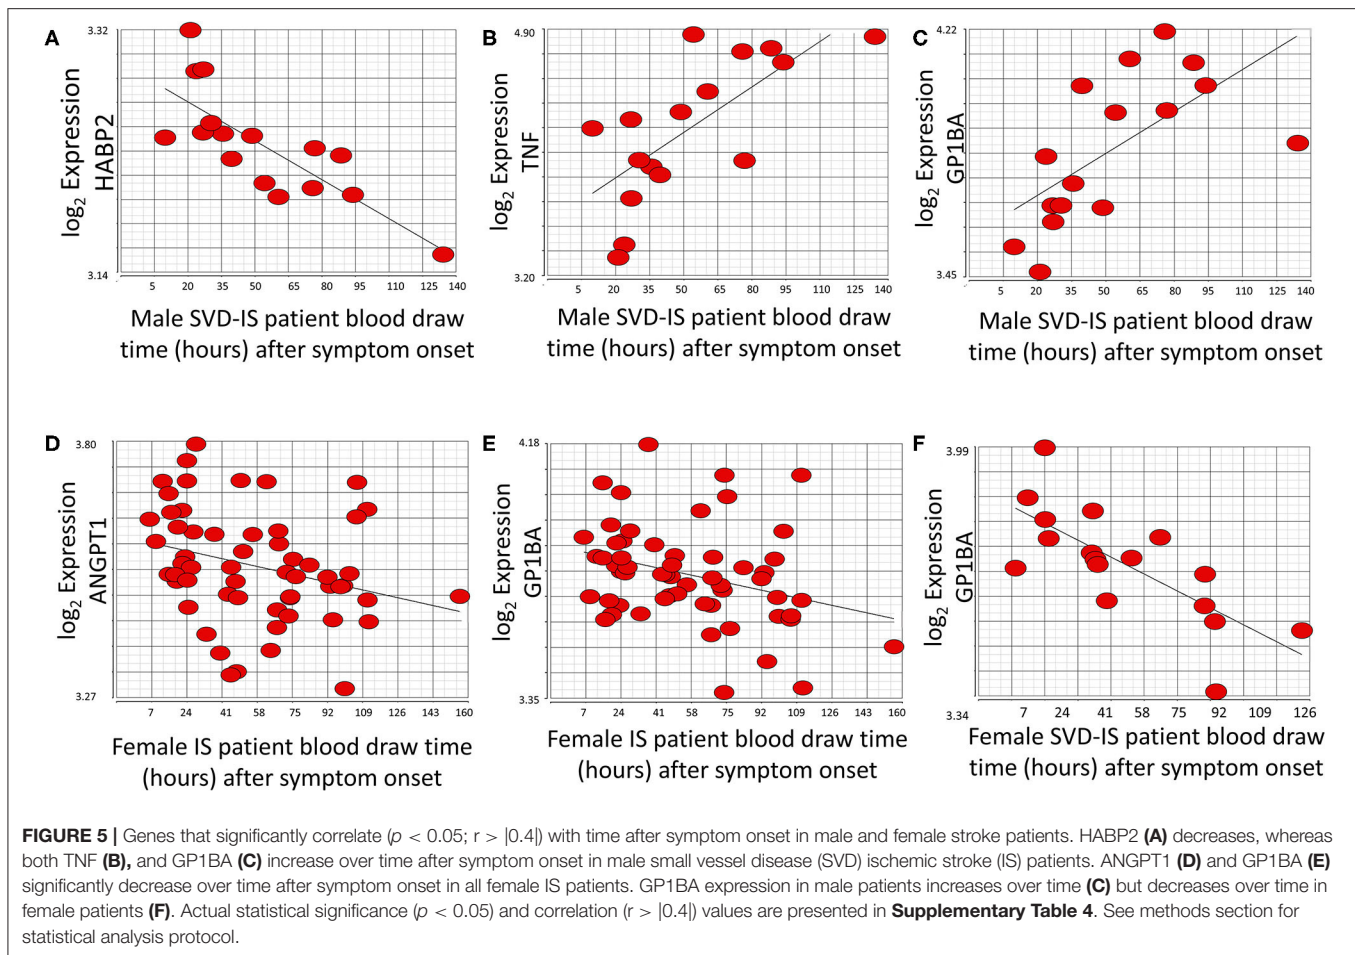 A
3.32
log2 Expression
HABP2
3.14
5 20 35 50 65 80 95 110 125 140
Male SVD-IS patient blood draw
time (hours) after symptom onset
B
4.90
log2 Expression
TNF
3.20
5 20 35 50 65 80 95 110 125 140
Male SVD-IS patient blood draw
time (hours) after symptom onset
C
4.22
log2 Expression
GP1BA
3.45
5 20 35 50 65 80 95 110 125 140
Male SVD-IS patient blood draw
time (hours) after symptom onset
D
3.80
log2 Expression
ANGPT1
3.27
7 24 41 58 75 92 109 126 143 160
Female IS patient blood draw time
(hours) after symptom onset
E
4.18
log2 Expression
GP1BA
3.35
7 24 41 58 75 92 109 126 143 160
Female IS patient blood draw time
(hours) after symptom onset
F
3.99
log2 Expression
GP1BA
3.34
7 24 41 58 75 92 109 126
Female SVD-IS patient blood draw
time (hours) after symptom onset
FIGURE 5 | Genes that significantly correlate (p < 0.05; r > |0.4|) with time after symptom onset in male and female stroke patients. HABP2 (A) decreases, whereas
both TNF (B), and GP1BA (C) increase over time after symptom onset in male small vessel disease (SVD) ischemic stroke (IS) patients. ANGPT1 (D) and GP1BA (E)
significantly decrease over time after symptom onset in all female IS patients. GP1BA expression in male patients increases over time (C) but decreases over time in
female patients (F). Actual statistical significance (p < 0.05) and correlation (r > |0.4|) values are presented in Supplementary Table 4. See methods section for
statistical analysis protocol.